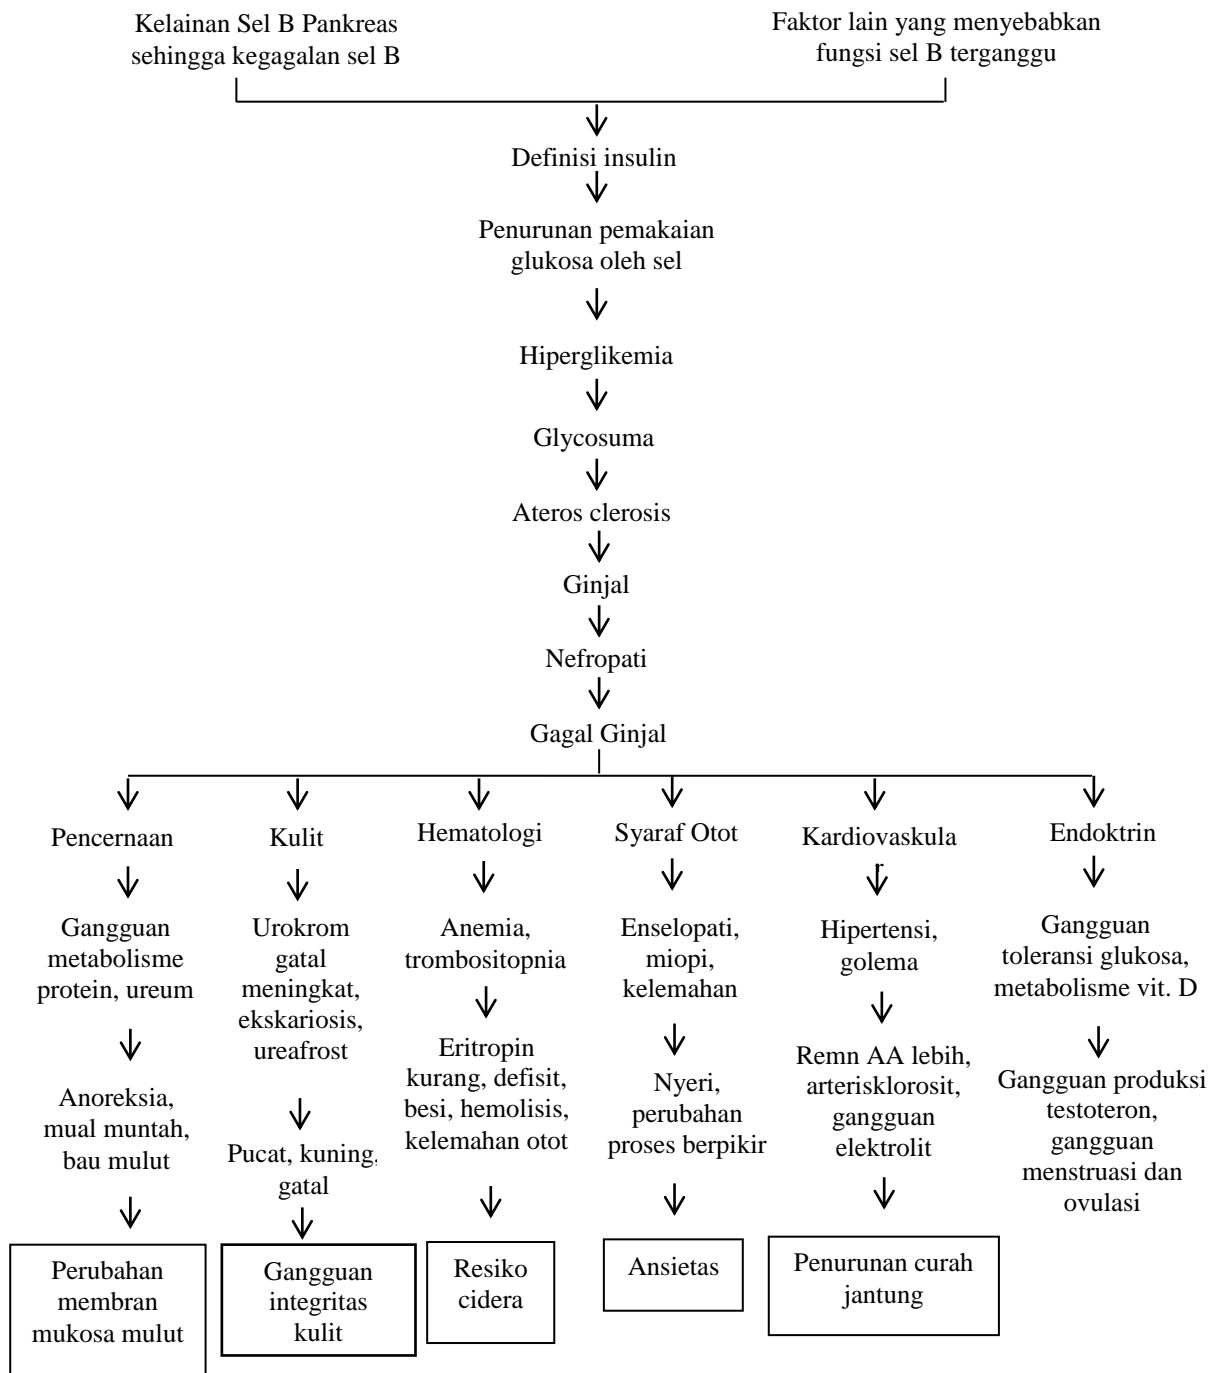 Kelainan Sel B Pankreas
sehingga kegagalan sel B
Faktor lain yang menyebabkan
fungsi sel B terganggu
Definisi insulin
Penurunan pemakaian
glukosa oleh sel
Hiperglikemia
Glycosuma
Ateros clerosis
Ginjal
Nefropati
Gagal Ginjal
Pencernaan
Gangguan
metabolisme
protein, ureum
Anoreksia,
mual muntah,
bau mulut
Perubahan
membran
mukosa mulut
Kulit
Urokrom
gatal
meningkat,
ekskariosis,
ureafrost
Pucat, kuning,
gatal
Gangguan
integritas
kulit
Hematologi
Anemia,
trombositopnia
Eritropin
kurang, defisit,
besi, hemolisis,
kelemahan otot
Resiko
cidera
Syaraf Otot
Enselopati,
miopi,
kelemahan
Nyeri,
perubahan
proses berpikir
Ansietas
Kardiovaskula
r
Hipertensi,
golema
Remn AA lebih,
arterisklorosit,
gangguan
elektrolit
Penurunan curah
jantung
Endoktrin
Gangguan
toleransi glukosa,
metabolisme vit. D
Gangguan produksi
testoteron,
gangguan
menstruasi dan
ovulasi